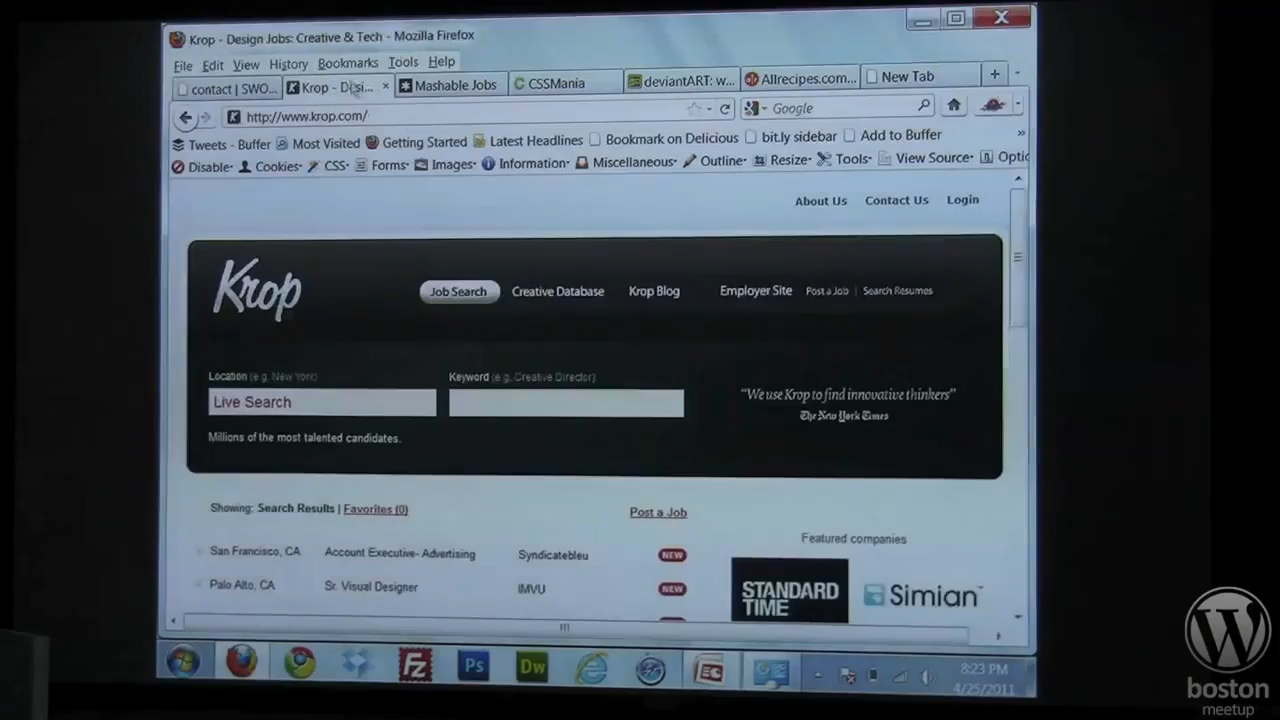 Krop - Design Jobs: Creative & Tech - Mozilla Firefox
File Edit View History Bookmarks Tools Help
contact | SWO... Krop - Desi... × Mashable Jobs CSSMania deviantART: w... Allrecipes.com... New Tab +
http://www.krop.com/ Google
Tweets - Buffer Most Visited Getting Started Latest Headlines Bookmark on Delicious bit.ly sidebar Add to Buffer »
Disable Cookies CSS Forms Images Information Miscellaneous Outline Resize Tools View Source Optio
About Us Contact Us Login
Krop Job Search Creative Database Krop Blog Employer Site Post a Job | Search Resumes
Location (e.g. New York) Keyword (e.g. Creative Director)
Live Search
"We use Krop to find innovative thinkers"
The New York Times
Millions of the most talented candidates.
Showing: Search Results | Favorites (0) Post a Job
Featured companies
San Francisco, CA Account Executive- Advertising Syndicatebleu NEW
Palo Alto, CA Sr. Visual Designer IMVU NEW
STANDARD TIME
Simian™
Fz Ps Dw
8:23 PM
4/25/2011
W
boston
meetup